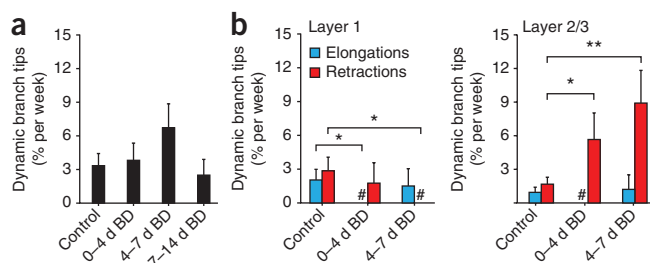 a
Dynamic branch tips
(% per week)
15
12
9
6
3
0
Control
0–4 d BD
4–7 d BD
7–14 d BD
b
Layer 1
Elongations
Retractions
Dynamic branch tips
(% per week)
15
12
9
6
3
0
*
*
#
#
Control
0–4 d BD
4–7 d BD
Layer 2/3
Dynamic branch tips
(% per week)
15
12
9
6
3
**
*
#
Control
0–4 d BD
4–7 d BD